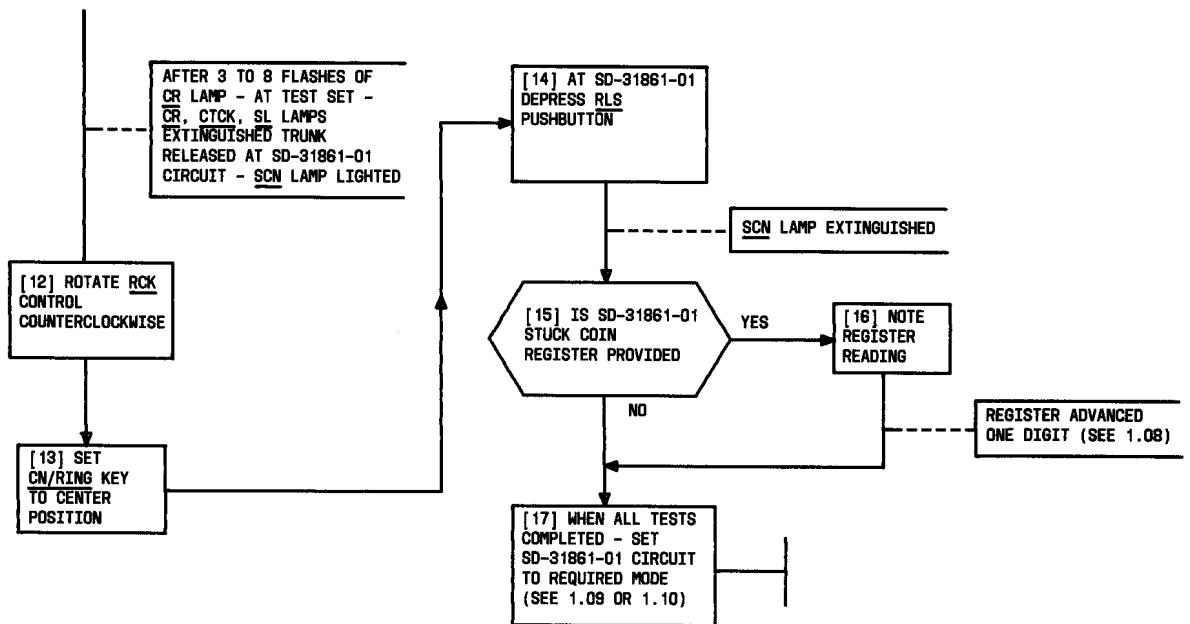 AFTER 3 TO 8 FLASHES OF
CR LAMP - AT TEST SET -
CR, CTCK, SL LAMPS
EXTINGUISHED TRUNK
RELEASED AT SD-31861-01
CIRCUIT - SCN LAMP LIGHTED
[12] ROTATE RCK
CONTROL
COUNTERCLOCKWISE
[13] SET
CN/RING KEY
TO CENTER
POSITION
[14] AT SD-31861-01
DEPRESS RLS
PUSHBUTTON
SCN LAMP EXTINGUISHED
[15] IS SD-31861-01
STUCK COIN
REGISTER PROVIDED
YES
[16] NOTE
REGISTER
READING
NO
REGISTER ADVANCED
ONE DIGIT (SEE 1.08)
[17] WHEN ALL TESTS
COMPLETED - SET
SD-31861-01 CIRCUIT
TO REQUIRED MODE
(SEE 1.09 OR 1.10)